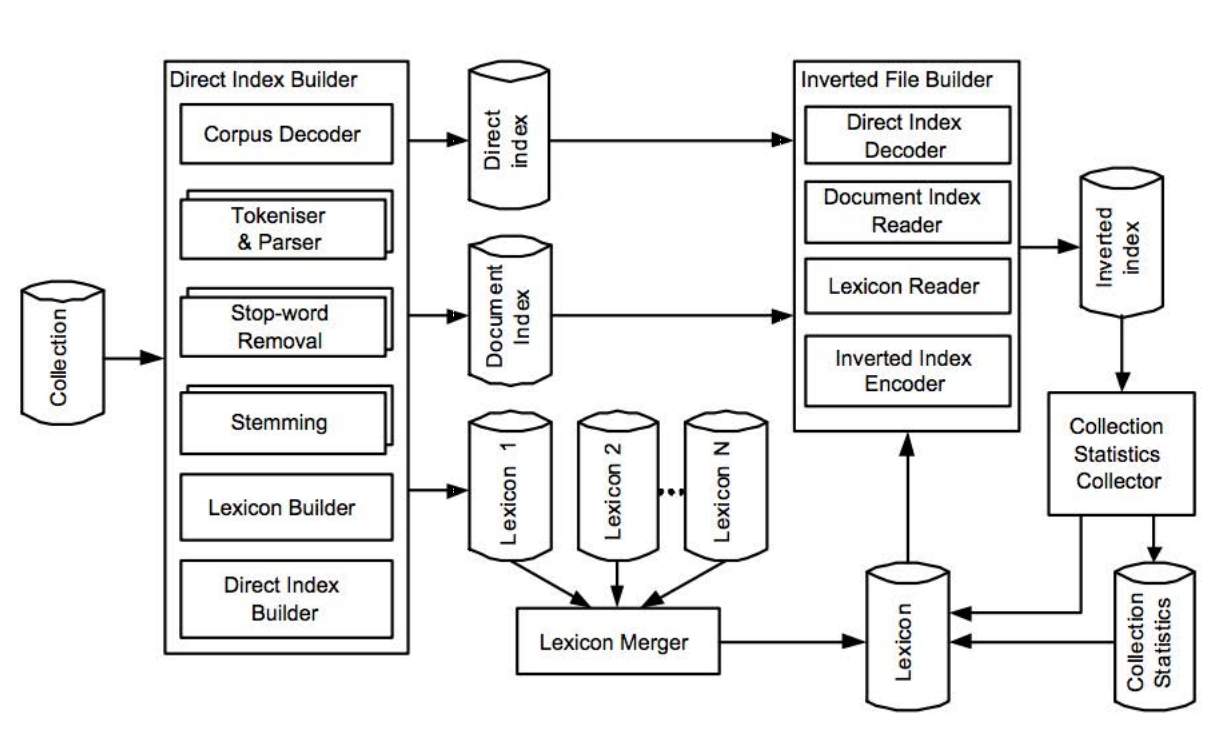 Direct Index Builder
Corpus Decoder
Tokeniser
& Parser
Stop-word
Removal
Stemming
Lexicon Builder
Direct Index
Builder
Collection
Direct
index
Document
Index
Lexicon 1
Lexicon 2
Lexicon N
Lexicon Merger
Inverted File Builder
Direct Index
Decoder
Document Index
Reader
Lexicon Reader
Inverted Index
Encoder
Inverted
index
Collection
Statistics
Collector
Lexicon
Collection
Statistics